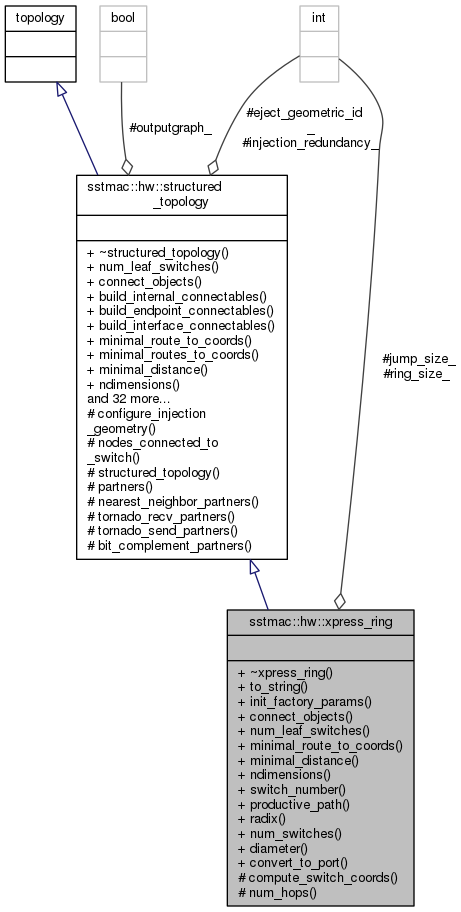 topology
bool
int
#outputgraph_
#eject_geometric_id
_
#injection_redundancy_
sstmac::hw::structured
_topology
+ ~structured_topology()
+ num_leaf_switches()
+ connect_objects()
+ build_internal_connectables()
+ build_endpoint_connectables()
+ build_interface_connectables()
+ minimal_route_to_coords()
+ minimal_routes_to_coords()
+ minimal_distance()
+ ndimensions()
and 32 more...
# configure_injection
_geometry()
# nodes_connected_to
_switch()
# structured_topology()
# partners()
# nearest_neighbor_partners()
# tornado_recv_partners()
# tornado_send_partners()
# bit_complement_partners()
#jump_size_
#ring_size_
sstmac::hw::xpress_ring
+ ~xpress_ring()
+ to_string()
+ init_factory_params()
+ connect_objects()
+ num_leaf_switches()
+ minimal_route_to_coords()
+ minimal_distance()
+ ndimensions()
+ switch_number()
+ productive_path()
+ radix()
+ num_switches()
+ diameter()
+ convert_to_port()
# compute_switch_coords()
# num_hops()